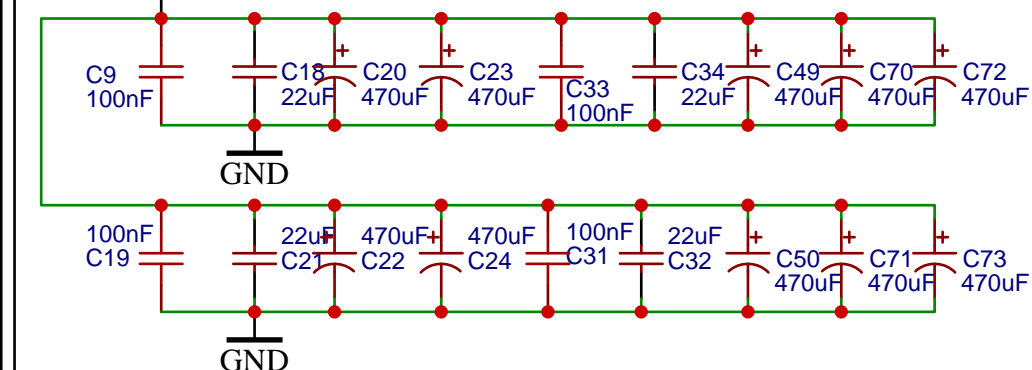 C9
100nF
C18
22uF
+
C20
470uF
+
C23
470uF
C33
100nF
C34
22uF
+
C49
470uF
+
C70
470uF
+
C72
470uF
GND
100nF
C19
22uF
C21
+
470uF
C22
+
470uF
C24
100nF
C31
22uF
C32
+
C50
470uF
+
C71
470uF
+
C73
470uF
GND